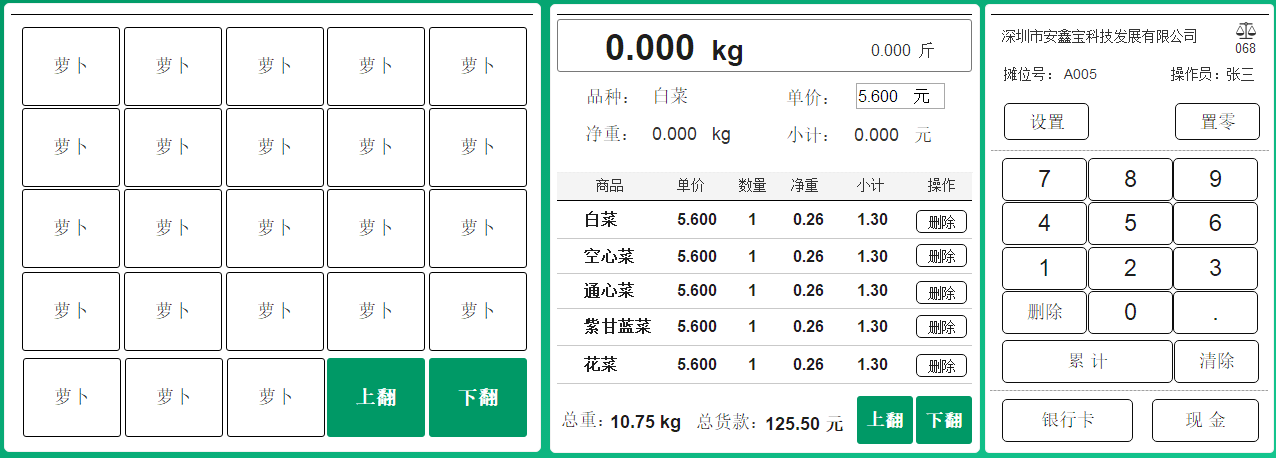 萝卜 萝卜 萝卜 萝卜 萝卜
萝卜 萝卜 萝卜 萝卜 萝卜
萝卜 萝卜 萝卜 萝卜 萝卜
萝卜 萝卜 萝卜 萝卜 萝卜
萝卜 萝卜 萝卜 上翻 下翻
0.000 kg 0.000 斤
品种： 白菜 单价： 5.600 元
净重： 0.000 kg 小计： 0.000 元
商品 单价 数量 净重 小计 操作
白菜 5.600 1 0.26 1.30 删除
空心菜 5.600 1 0.26 1.30 删除
通心菜 5.600 1 0.26 1.30 删除
紫甘蓝菜 5.600 1 0.26 1.30 删除
花菜 5.600 1 0.26 1.30 删除
总重：10.75 kg 总货款：125.50 元 上翻 下翻
深圳市安鑫宝科技发展有限公司 068
摊位号： A005 操作员：张三
设置 置零
7 8 9
4 5 6
1 2 3
删除 0 .
累 计 清除
银行卡 现 金